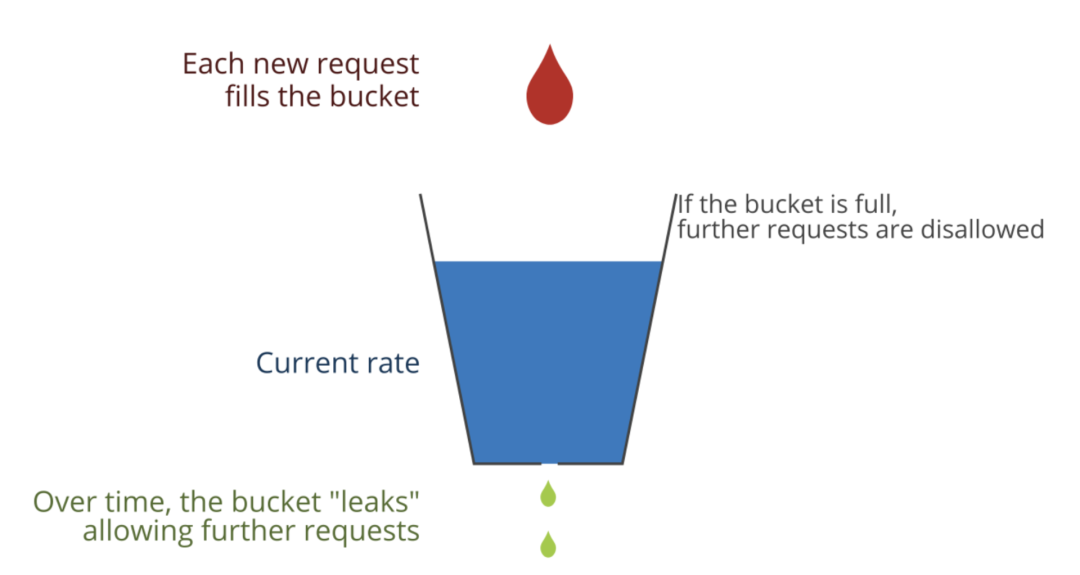 Each new request
fills the bucket
If the bucket is full,
further requests are disallowed
Current rate
Over time, the bucket "leaks"
allowing further requests